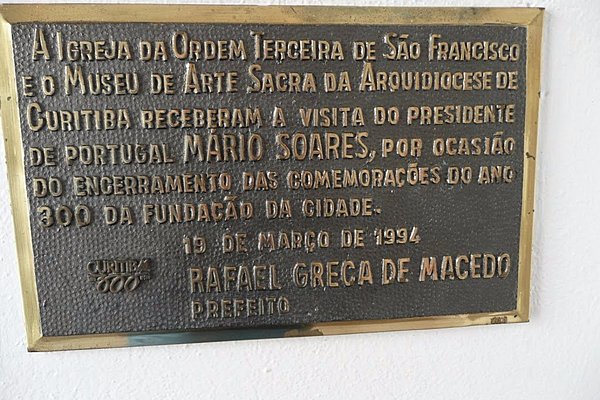 A Igreja da Ordem Terceira de São Francisco
e o Museu de Arte Sacra da Arquidiocese de
Curitiba receberam a visita do presidente
de Portugal MÁRIO SOARES, por ocasião
do encerramento das comemorações do ano
300 da fundação da cidade.
19 de março de 1994
CURITIBA
300
RAFAEL GRECA DE MACEDO
PREFEITO